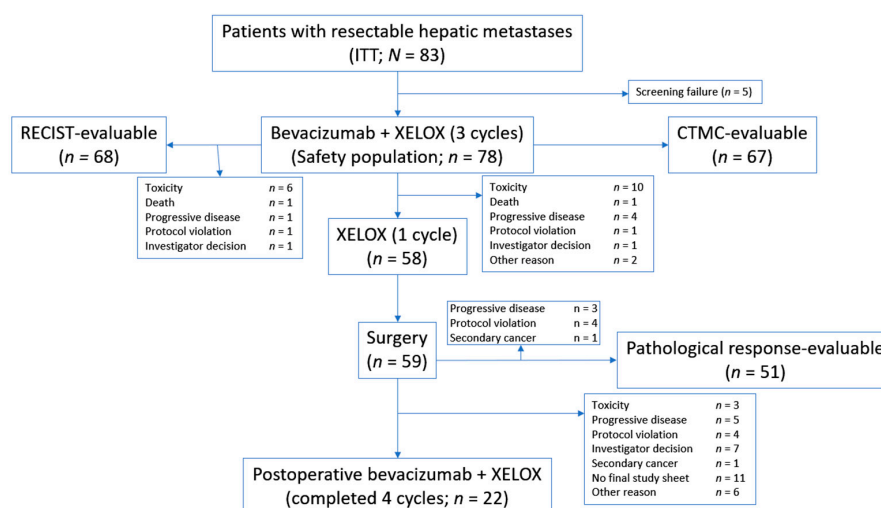 Patients with resectable hepatic metastases
(ITT; N = 83)
Screening failure (n = 5)
RECIST-evaluable
(n = 68)
Bevacizumab + XELOX (3 cycles)
(Safety population; n = 78)
CTMC-evaluable
(n = 67)
Toxicity n = 6
Death n = 1
Progressive disease n = 1
Protocol violation n = 1
Investigator decision n = 1
Toxicity n = 10
Death n = 1
Progressive disease n = 4
Protocol violation n = 1
Investigator decision n = 1
Other reason n = 2
XELOX (1 cycle)
(n = 58)
Progressive disease n = 3
Protocol violation n = 4
Secondary cancer n = 1
Surgery
(n = 59)
Pathological response-evaluable
(n = 51)
Toxicity n = 3
Progressive disease n = 5
Protocol violation n = 4
Investigator decision n = 7
Secondary cancer n = 1
No final study sheet n = 11
Other reason n = 6
Postoperative bevacizumab + XELOX
(completed 4 cycles; n = 22)